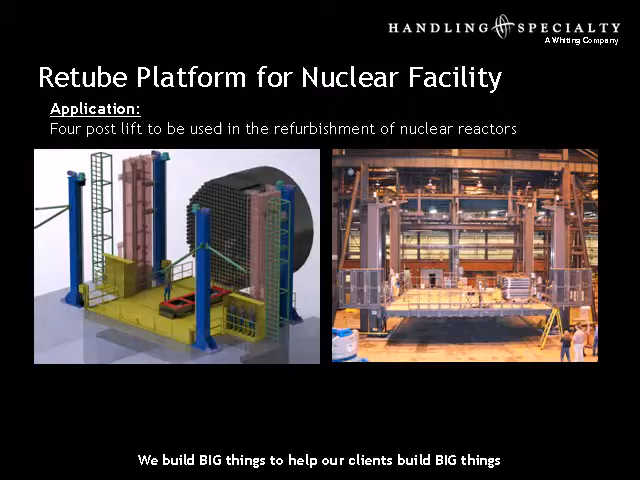 HANDLING SPECIALTY
A Whiting Company
Retube Platform for Nuclear Facility
Application:
Four post lift to be used in the refurbishment of nuclear reactors
We build BIG things to help our clients build BIG things